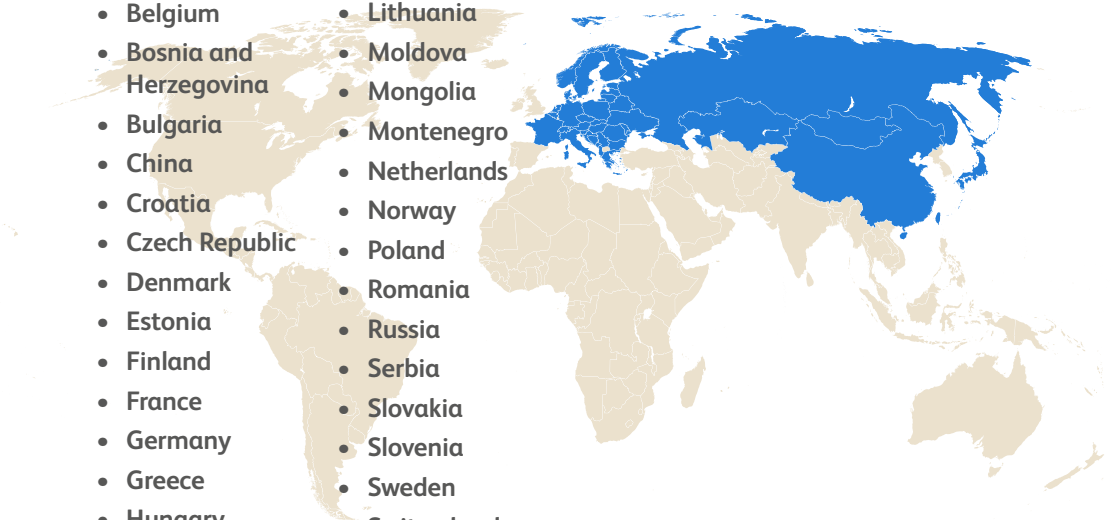 • Belgium
• Bosnia and
Herzegovina
• Bulgaria
• China
• Croatia
• Czech Republic
• Denmark
• Estonia
• Finland
• France
• Germany
• Greece
• Hungary
• Lithuania
• Moldova
• Mongolia
• Montenegro
• Netherlands
• Norway
• Poland
• Romania
• Russia
• Serbia
• Slovakia
• Slovenia
• Sweden